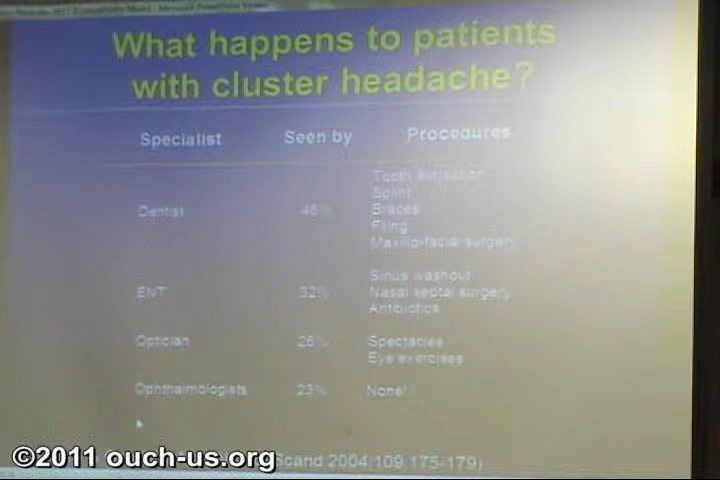 What happens to patients
with cluster headache?
Specialist Seen by Procedures
Tooth extraction
Splint
Dentist 46% Braces
Filing
Maxillo-facial surgery
Sinus washout
ENT 32% Nasal septal surgery
Antibiotics
Optician 26% Spectacles
Eye exercises
Ophthalmologists 23% None!
Scand 2004;109:175-179)
©2011 ouch-us.org